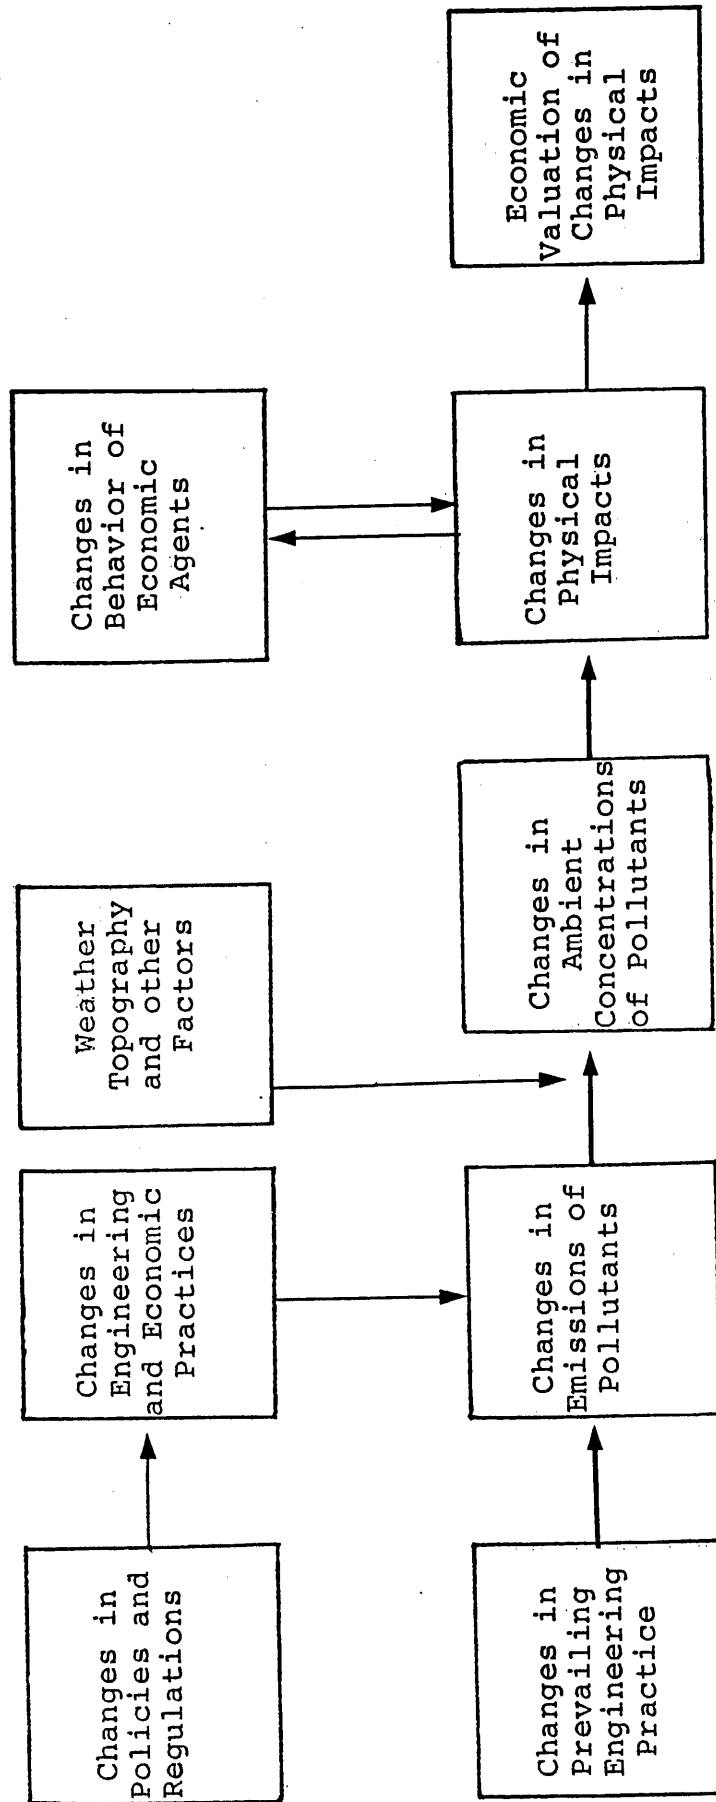 Changes in
Policies and
Regulations
Changes in
Engineering
and Economic
Practices
Weather
Topography
and other
Factors
Changes in
Behavior of
Economic
Agents
Changes in
Prevailing
Engineering
Practice
Changes in
Emissions of
Pollutants
Changes in
Ambient
Concentrations
of Pollutants
Changes in
Physical
Impacts
Economic
Valuation of
Changes in
Physical
Impacts